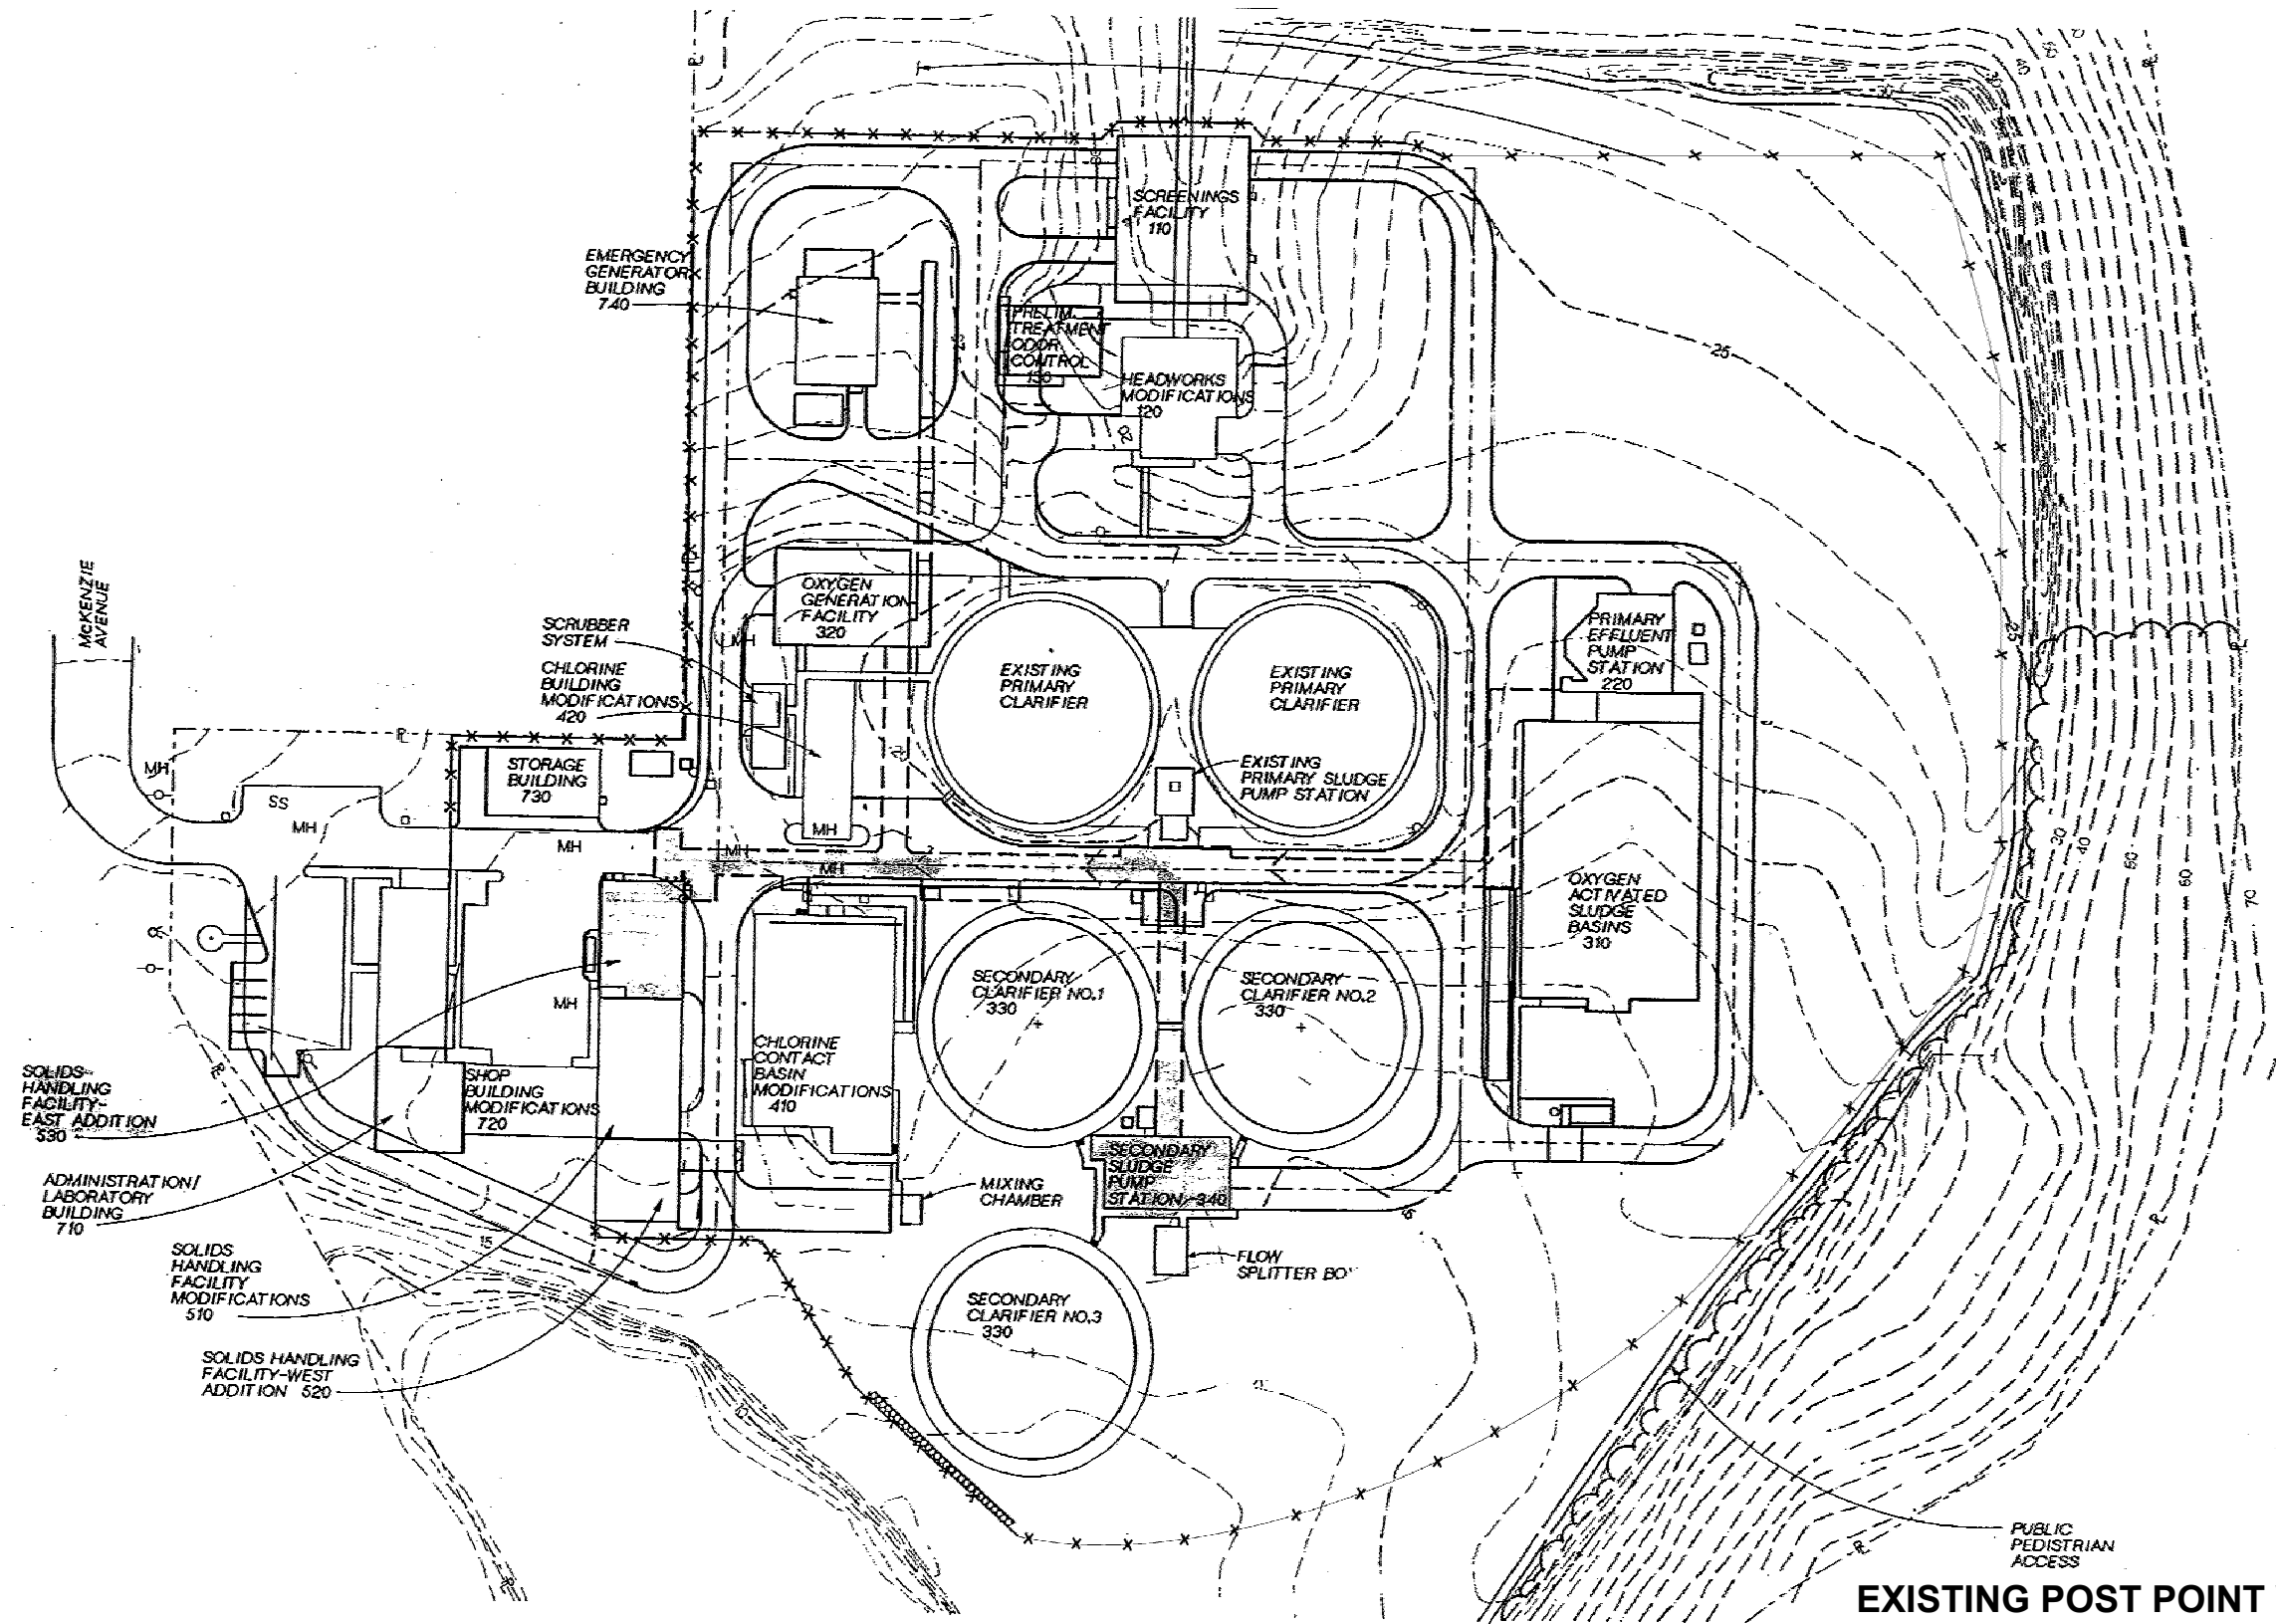 SCREENINGS
FACILITY
110
EMERGENCY
GENERATOR
BUILDING
740
PRELIM.
TREATMENT
ODOR
CONTROL
130
HEADWORKS
MODIFICATIONS
120
20
25
25
McKENZIE
AVENUE
OXYGEN
GENERATION
FACILITY
320
SCRUBBER
SYSTEM
MH
CHLORINE
BUILDING
MODIFICATIONS
420
EXISTING
PRIMARY
CLARIFIER
EXISTING
PRIMARY
CLARIFIER
PRIMARY
EFFLUENT
PUMP
STATION
220
25
EXISTING
PRIMARY SLUDGE
PUMP STATION
STORAGE
BUILDING
730
MH
SS
MH
MH
MH
MH
MH
30
40
50
60
70
OXYGEN
ACTIVATED
SLUDGE
BASINS
310
SECONDARY
CLARIFIER NO.1
330
SECONDARY
CLARIFIER NO.2
330
MH
CHLORINE
CONTACT
BASIN
MODIFICATIONS
410
SOLIDS
HANDLING
FACILITY-
EAST ADDITION
530
SHOP
BUILDING
MODIFICATIONS
720
ADMINISTRATION/
LABORATORY
BUILDING
710
MIXING
CHAMBER
SECONDARY
SLUDGE
PUMP
STATION 340
15
15
SOLIDS
HANDLING
FACILITY
MODIFICATIONS
510
FLOW
SPLITTER BO
SECONDARY
CLARIFIER NO.3
330
SOLIDS HANDLING
FACILITY-WEST
ADDITION 520
10
PUBLIC
PEDISTRIAN
ACCESS
EXISTING POST POINT